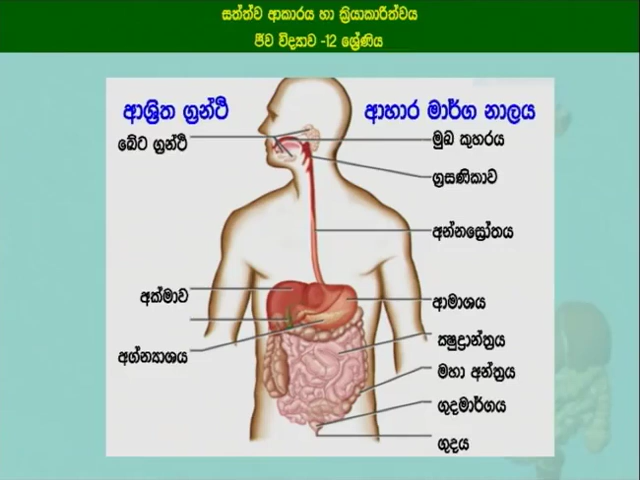 සත්ත්ව ආකාරය හා ක්‍රියාකාරීත්වය
ජීව විද්‍යාව -12 ශ්‍රේණිය
ආශ්‍රිත ග්‍රන්ථි
ආහාර මාර්ග නාලය
ඛේට ග්‍රන්ථි
මුඛ කුහරය
ග්‍රසණිකාව
අන්නස්‍රෝතය
අක්මාව
ආමාශය
අග්න්‍යාශය
ක්ෂුද්‍රාන්ත්‍රය
මහා අන්ත්‍රය
ගුදමාර්ගය
ගුදය